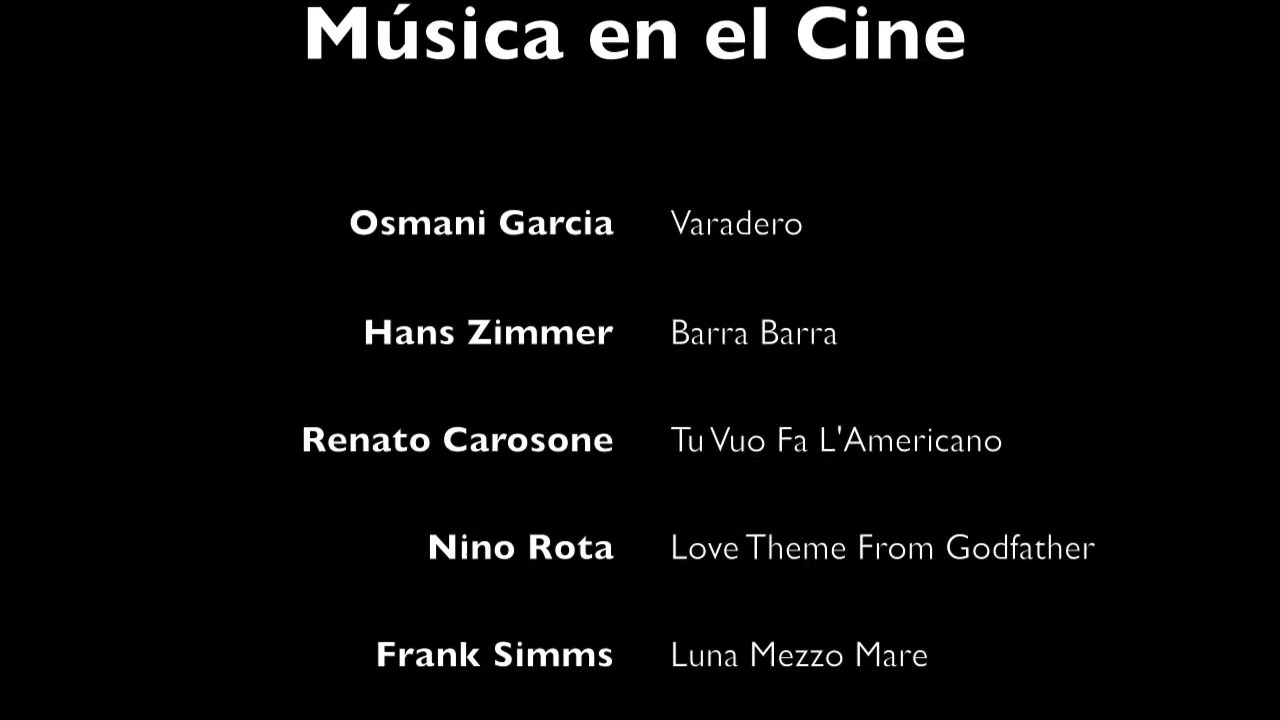 Música en el Cine
Osmani Garcia Varadero
Hans Zimmer Barra Barra
Renato Carosone Tu Vuo Fa L'Americano
Nino Rota Love Theme From Godfather
Frank Simms Luna Mezzo Mare